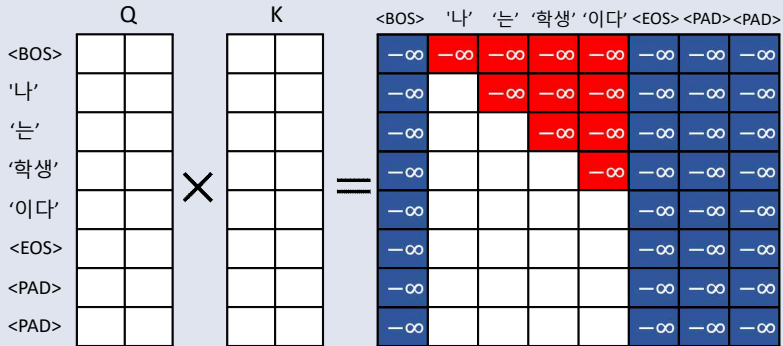 Q K <BOS> '나' '는' '학생' '이다' <EOS> <PAD> <PAD>
<BOS> −∞ −∞ −∞ −∞ −∞ −∞ −∞ −∞
'나' −∞ −∞ −∞ −∞ −∞ −∞ −∞
'는' −∞ −∞ −∞ −∞ −∞ −∞
'학생' × = −∞ −∞ −∞ −∞ −∞
'이다' −∞ −∞ −∞ −∞
<EOS> −∞ −∞ −∞ −∞
<PAD> −∞ −∞ −∞ −∞
<PAD> −∞ −∞ −∞ −∞